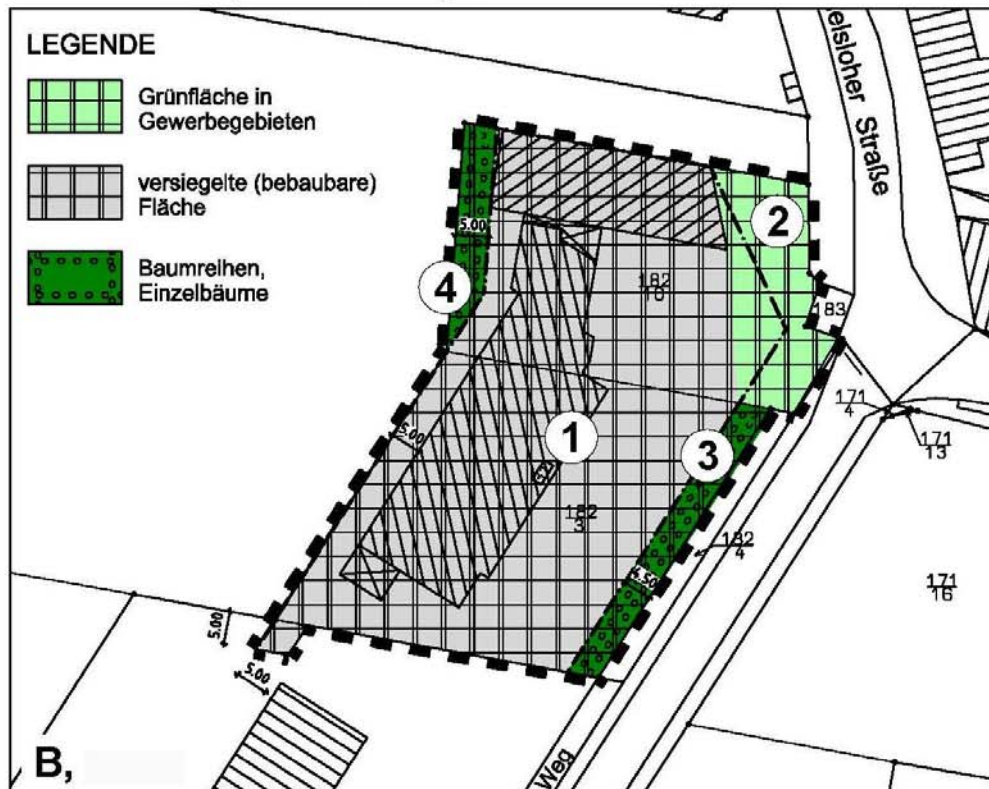 LEGENDE
Grünfläche in
Gewerbegebieten
versiegelte (bebaubare)
Fläche
Baumreihen,
Einzelbäume
elsloher Straße
2
5.00
182
10
4
183
171
4
171
13
5.00
1
3
182
3
182
4
4.50
171
16
5.00
5.00
B,
Weg